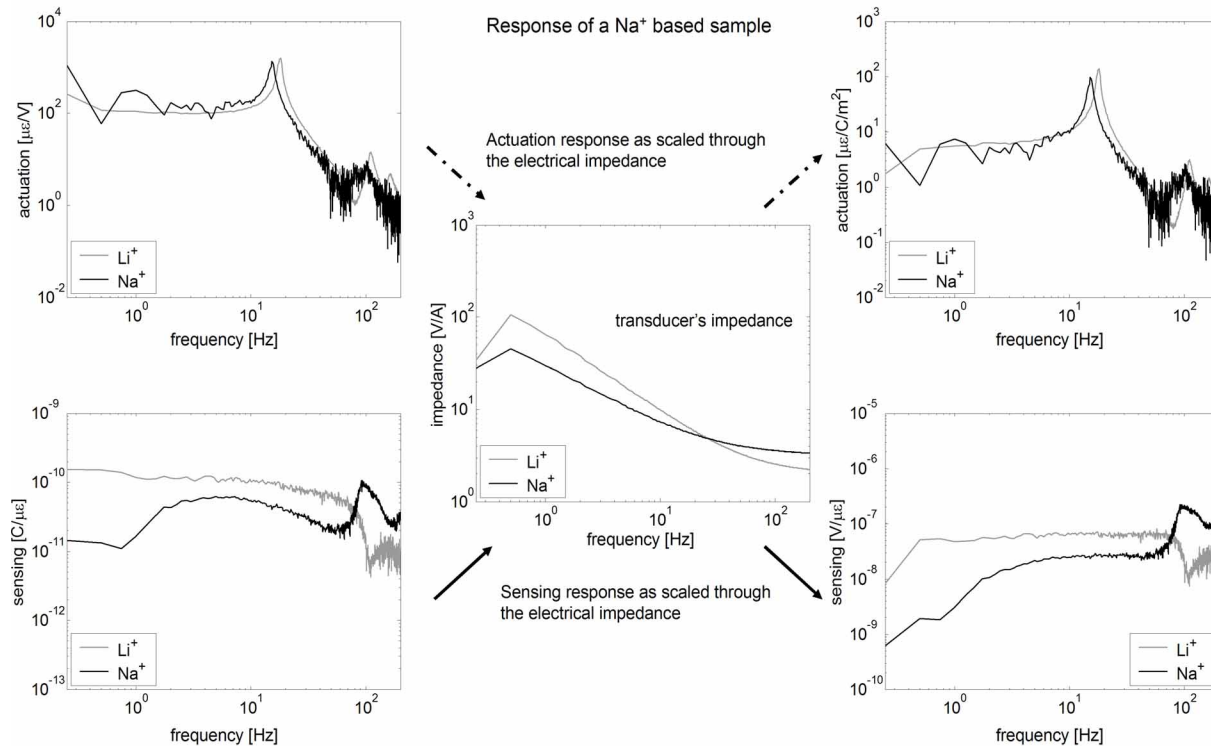 Response of a Na⁺ based sample
10⁴
10²
10⁰
10⁻²
actuation [με/V]
Li⁺
Na⁺
10⁰
10¹
10²
frequency [Hz]
Actuation response as scaled through
the electrical impedance
10³
10²
10¹
10⁰
10⁻¹
10⁻²
actuation [με/C/m²]
Li⁺
Na⁺
10⁰
10¹
10²
frequency [Hz]
10³
10²
10¹
10⁰
impedance [V/A]
transducer's impedance
Li⁺
Na⁺
10⁰
10¹
10²
frequency [Hz]
10⁻⁹
10⁻¹⁰
10⁻¹¹
10⁻¹²
10⁻¹³
sensing [C/με]
Li⁺
Na⁺
10⁰
10¹
10²
frequency [Hz]
Sensing response as scaled through
the electrical impedance
10⁻⁵
10⁻⁶
10⁻⁷
10⁻⁸
10⁻⁹
10⁻¹⁰
sensing [V/με]
Li⁺
Na⁺
10⁰
10¹
10²
frequency [Hz]